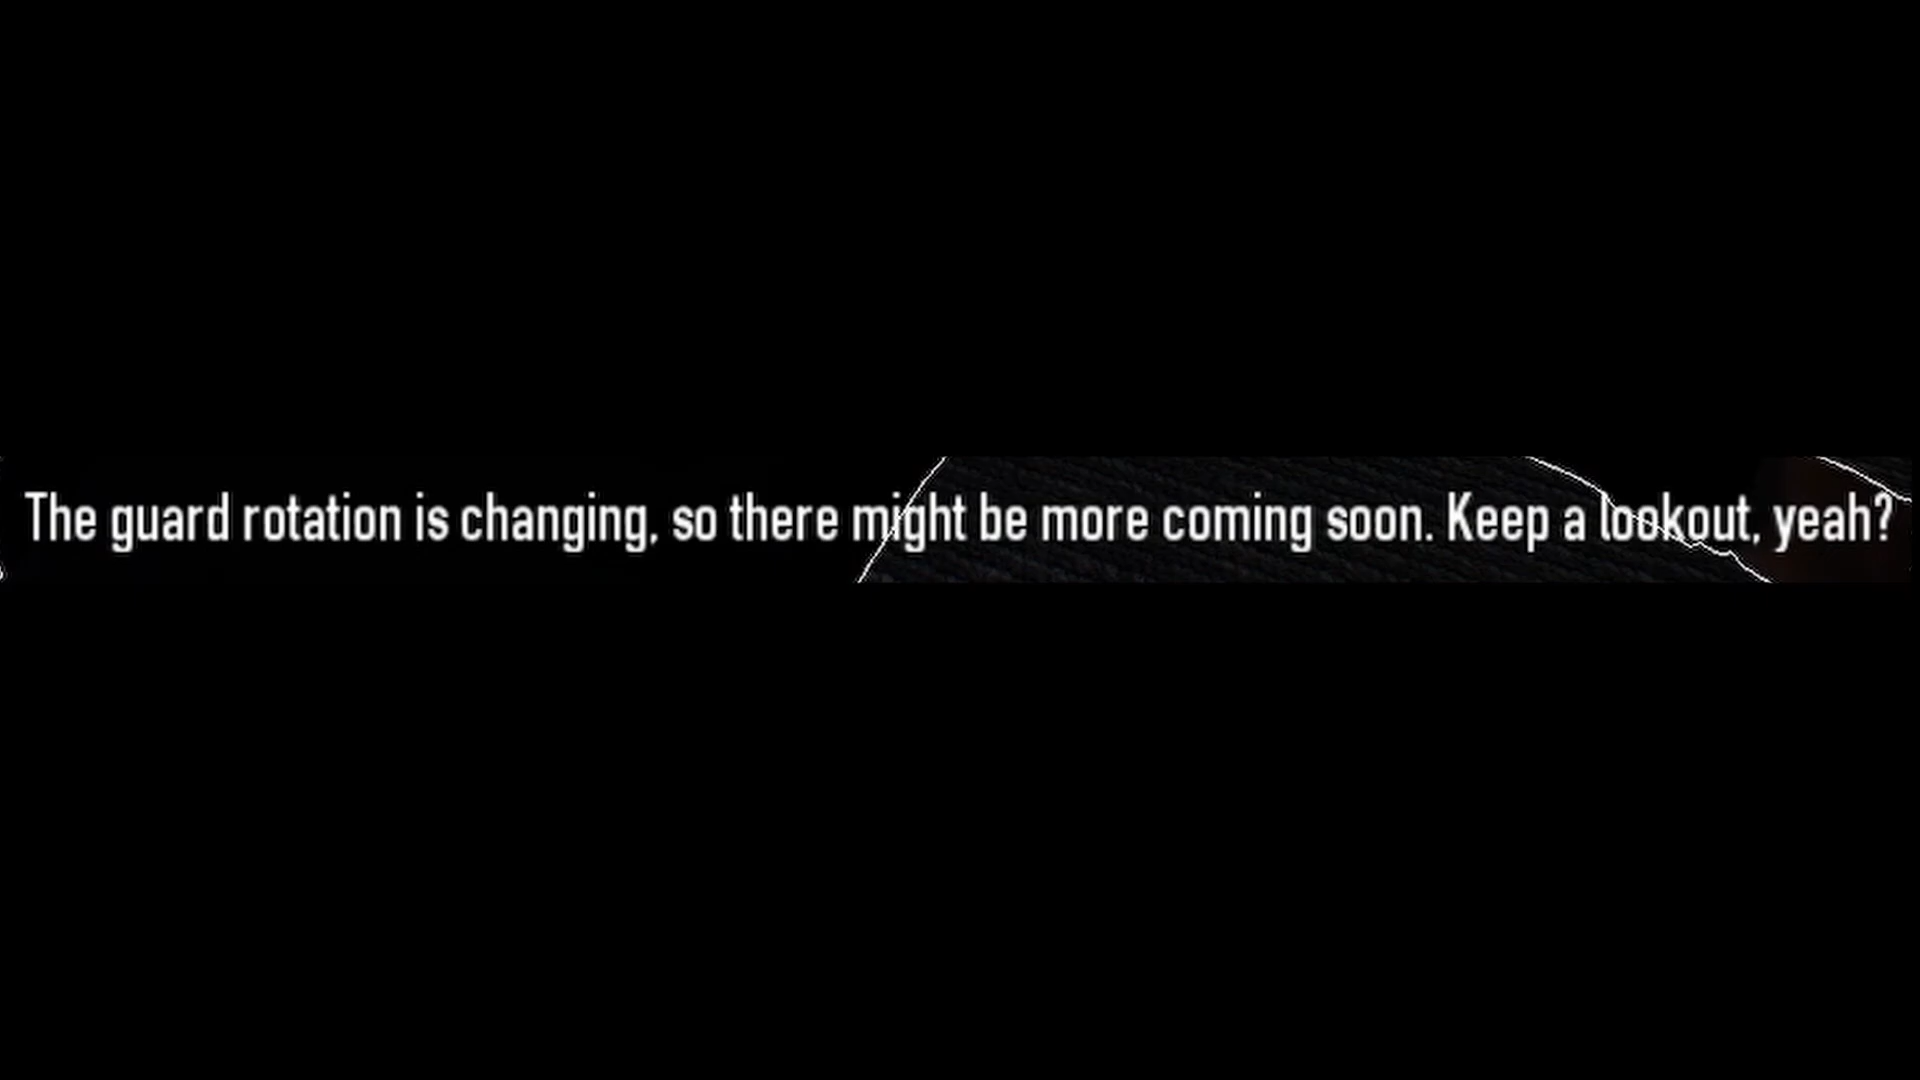 The guard rotation is changing, so there might be more coming soon. Keep a lookout, yeah?